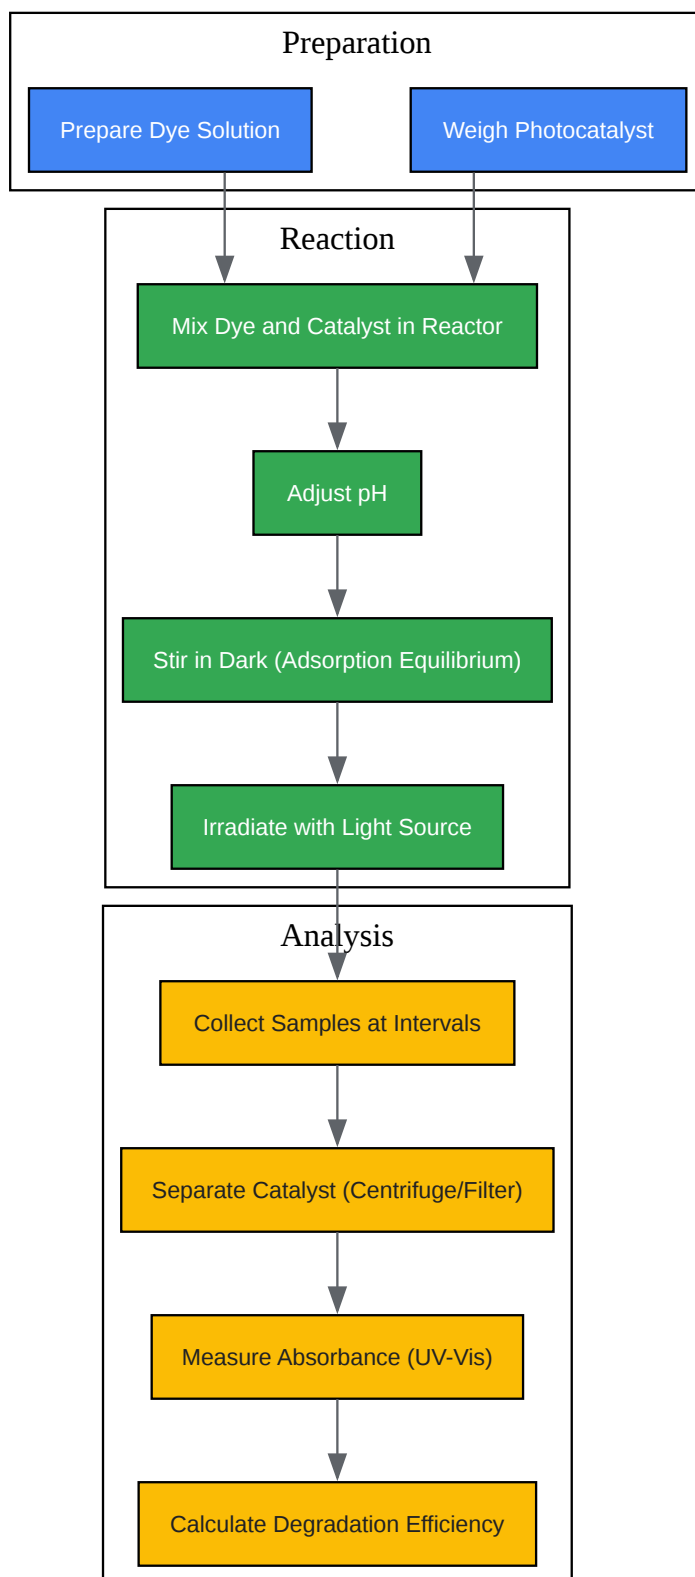 Preparation
Prepare Dye Solution
Weigh Photocatalyst
Reaction
Mix Dye and Catalyst in Reactor
Adjust pH
Stir in Dark (Adsorption Equilibrium)
Irradiate with Light Source
Analysis
Collect Samples at Intervals
Separate Catalyst (Centrifuge/Filter)
Measure Absorbance (UV-Vis)
Calculate Degradation Efficiency